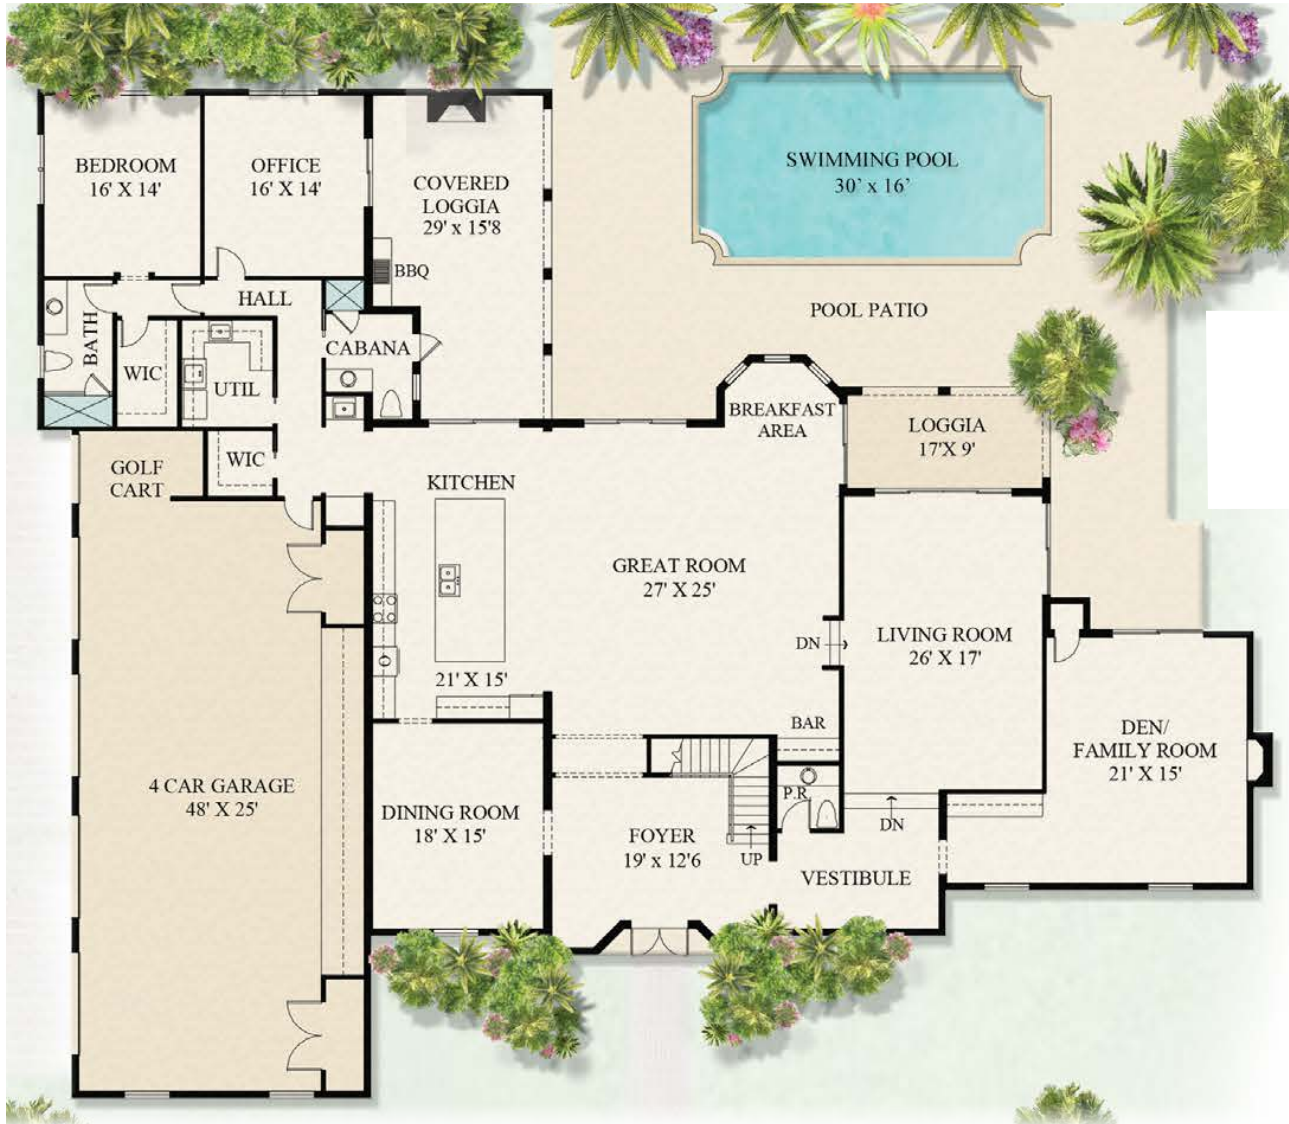 BEDROOM
16' X 14'
OFFICE
16' X 14'
COVERED
LOGGIA
29' x 15'8
BBQ
SWIMMING POOL
30' x 16'
POOL PATIO
HALL
BATH
WIC
UTIL
CABANA
BREAKFAST
AREA
LOGGIA
17'X 9'
GOLF
CART
WIC
KITCHEN
21' X 15'
GREAT ROOM
27' X 25'
DN
LIVING ROOM
26' X 17'
BAR
DEN/
FAMILY ROOM
21' X 15'
4 CAR GARAGE
48' X 25'
DINING ROOM
18' X 15'
FOYER
19' x 12'6
UP
P.R.
DN
VESTIBULE